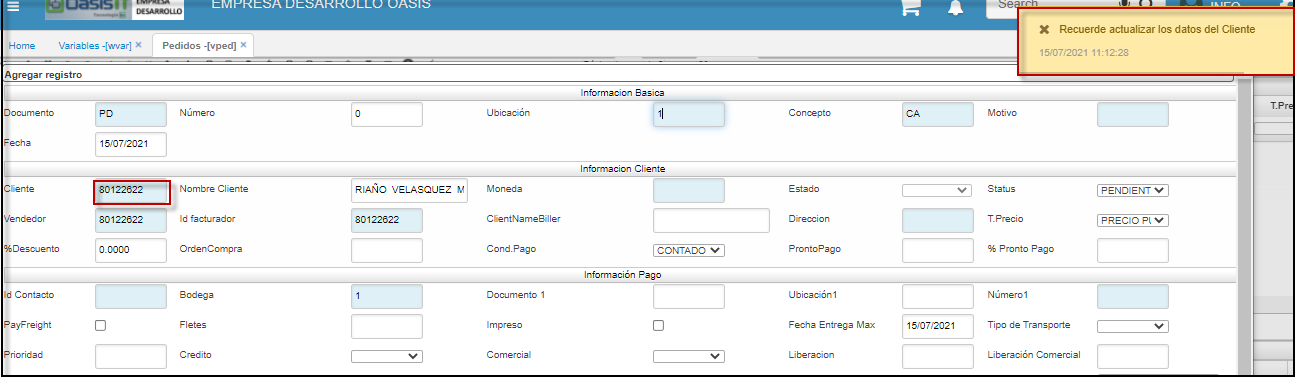 OasisIT EMPRESA DESARROLLO EMPRESA DESARROLLO OASIS Search INFO
Tecnología
Home Variables -[wvar] × Pedidos -[vped] ×
✖ Recuerde actualizar los datos del Cliente
15/07/2021 11:12:28
Agregar registro
T.Pre
Informacion Basica
Documento PD Número 0 Ubicación 1 Concepto CA Motivo
Fecha 15/07/2021
Informacion Cliente
Cliente 80122622 Nombre Cliente RIAÑO VELASQUEZ M Moneda Estado Status PENDIENT
Vendedor 80122622 Id facturador 80122622 ClientNameBiller Direccion T.Precio PRECIO PU
%Descuento 0.0000 OrdenCompra Cond.Pago CONTADO ProntoPago % Pronto Pago
Información Pago
Id Contacto Bodega 1 Documento 1 Ubicación1 Número1
PayFreight Fletes Impreso Fecha Entrega Max 15/07/2021 Tipo de Transporte
Prioridad Credito Comercial Liberacion Liberación Comercial